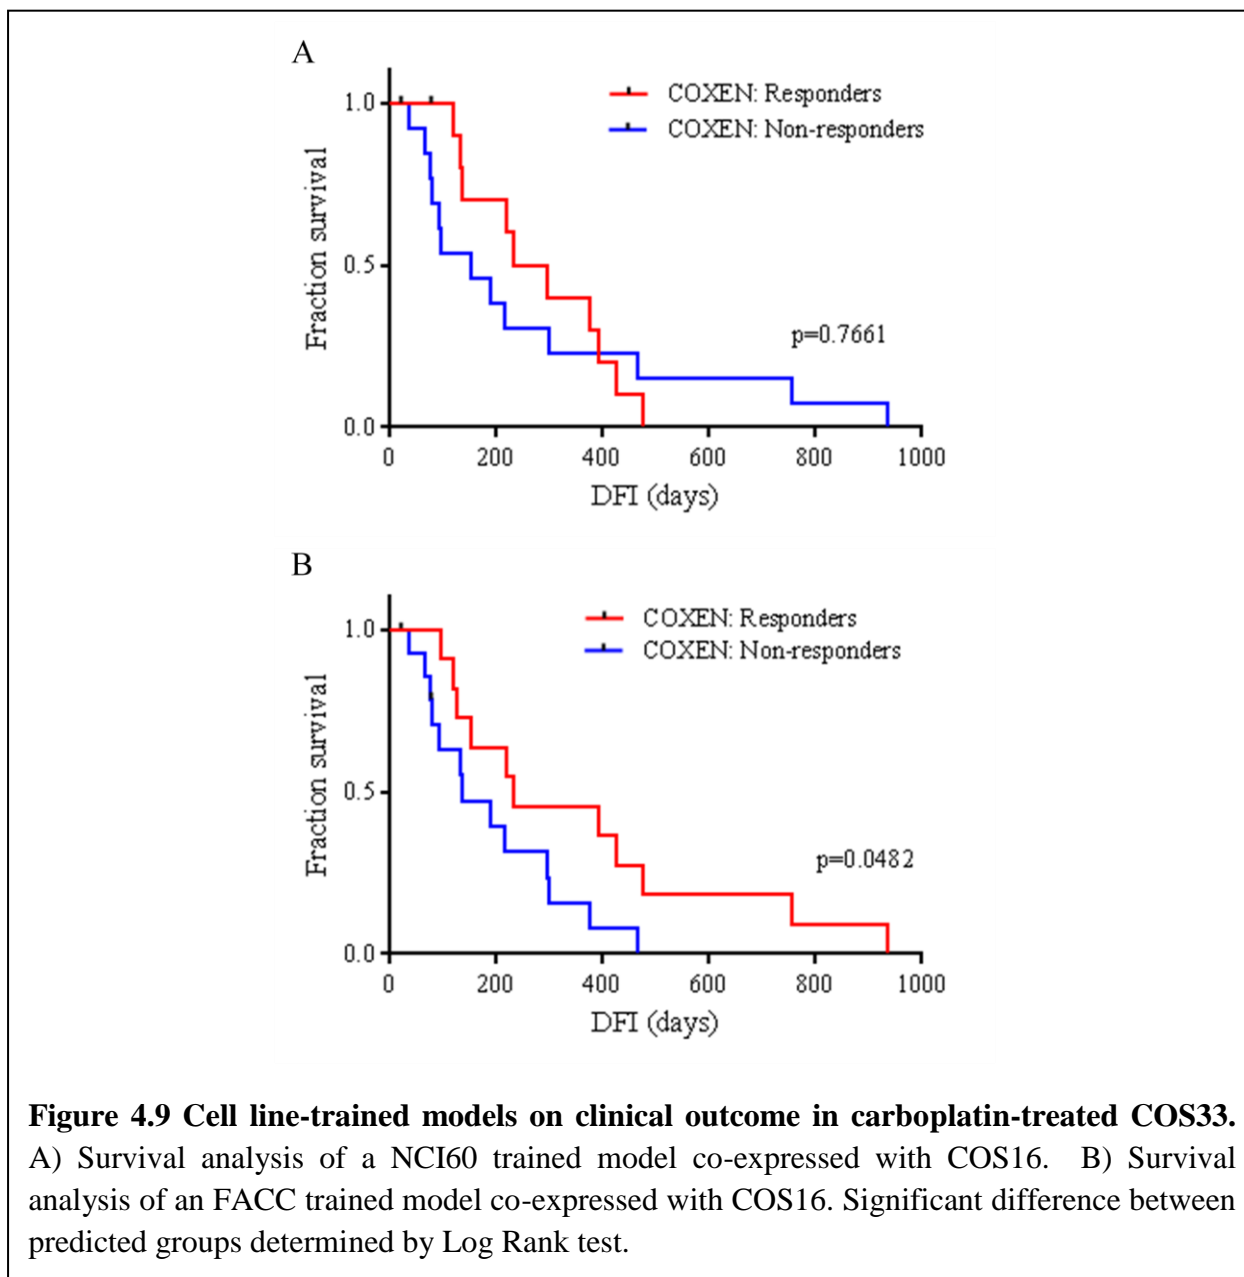 A
COXEN: Responders
COXEN: Non-responders
1.0
0.5
0.0
Fraction survival
p=0.7661
0 200 400 600 800 1000
DFI (days)
B
COXEN: Responders
COXEN: Non-responders
1.0
0.5
0.0
Fraction survival
p=0.0482
0 200 400 600 800 1000
DFI (days)
Figure 4.9 Cell line-trained models on clinical outcome in carboplatin-treated COS33.
A) Survival analysis of a NCI60 trained model co-expressed with COS16. B) Survival
analysis of an FACC trained model co-expressed with COS16. Significant difference between
predicted groups determined by Log Rank test.